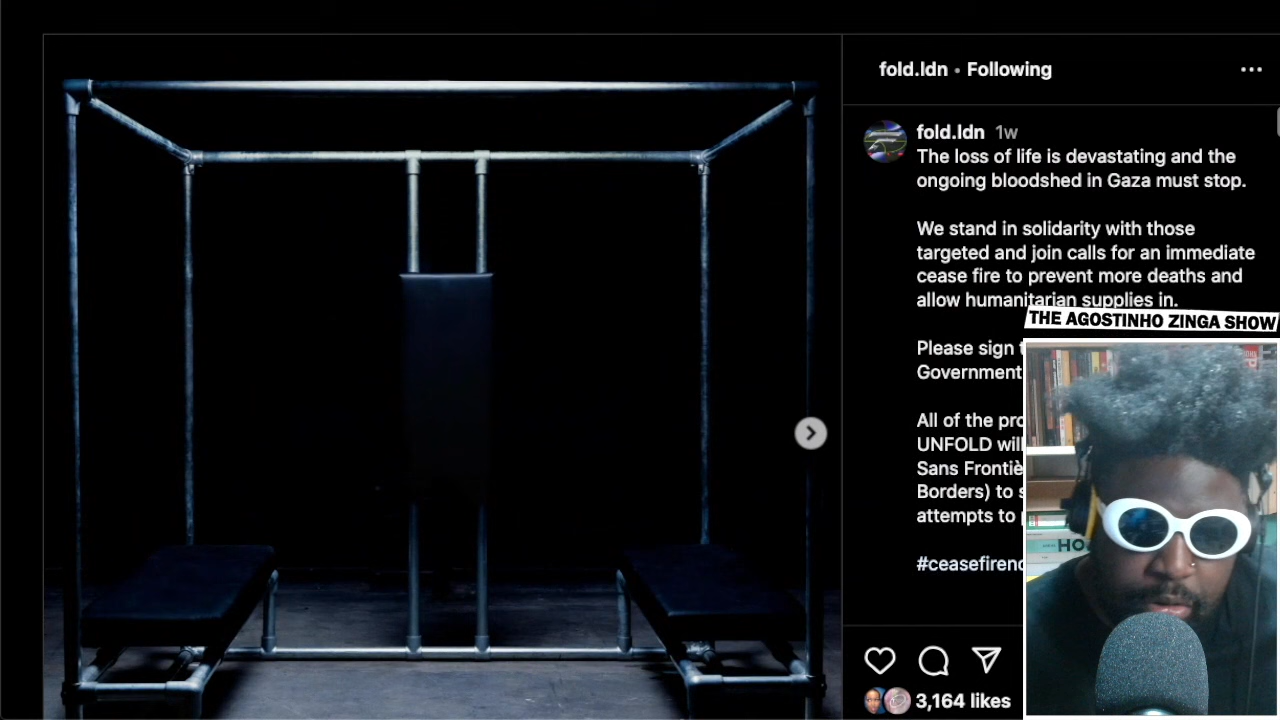 fold.ldn • Following
fold.ldn 1w
The loss of life is devastating and the
ongoing bloodshed in Gaza must stop.
We stand in solidarity with those
targeted and join calls for an immediate
cease fire to prevent more deaths and
allow humanitarian supplies in.
THE AGOSTINHO ZINGA SHOW
Please sign
Government
All of the
UNFOLD
Sans
Borders) to
attempts to
HO
3,164 likes